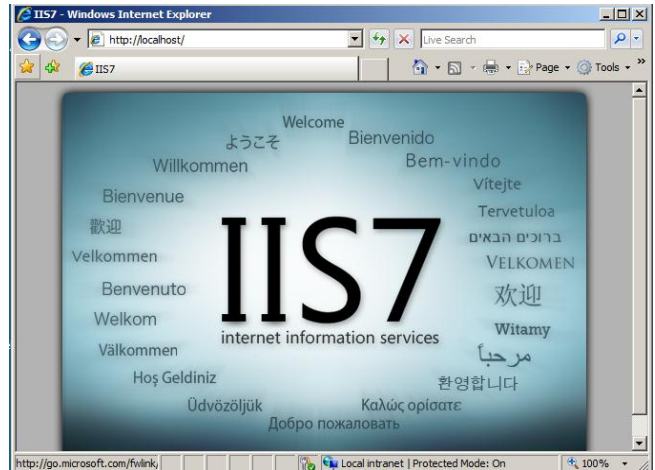 IIS7 - Windows Internet Explorer
http://localhost/
Live Search
IIS7
Page
Tools
Welcome
ようこそ
Bienvenido
Willkommen
Bem-vindo
Vítejte
Bienvenue
Tervetuloa
歡迎
ברוכים הבאים
Velkommen
VELKOMEN
Benvenuto
欢迎
IIS7
Welkom
Witamy
internet information services
Välkommen
مرحباً
Hoş Geldiniz
환영합니다
Üdvözöljük
Καλώς ορίσατε
Добро пожаловать
http://go.microsoft.com/fwlink/
Local intranet | Protected Mode: On
100%